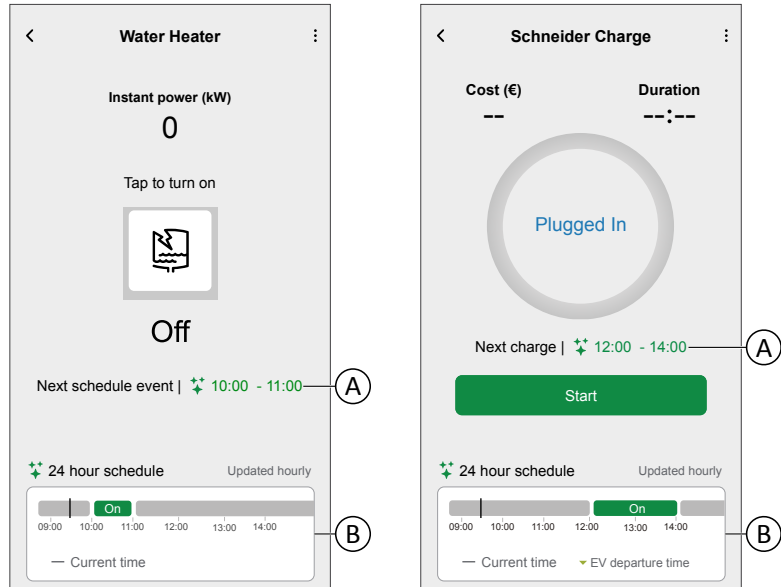 Water Heater
Instant power (kW)
0
Tap to turn on
Off
Next schedule event | 10:00 - 11:00
A
24 hour schedule Updated hourly
On
09:00 10:00 11:00 12:00 13:00 14:00
B
— Current time
Schneider Charge
Cost (€) Duration
-- --:--
Plugged In
Next charge | 12:00 - 14:00
A
Start
24 hour schedule Updated hourly
On
09:00 10:00 11:00 12:00 13:00 14:00
B
— Current time EV departure time